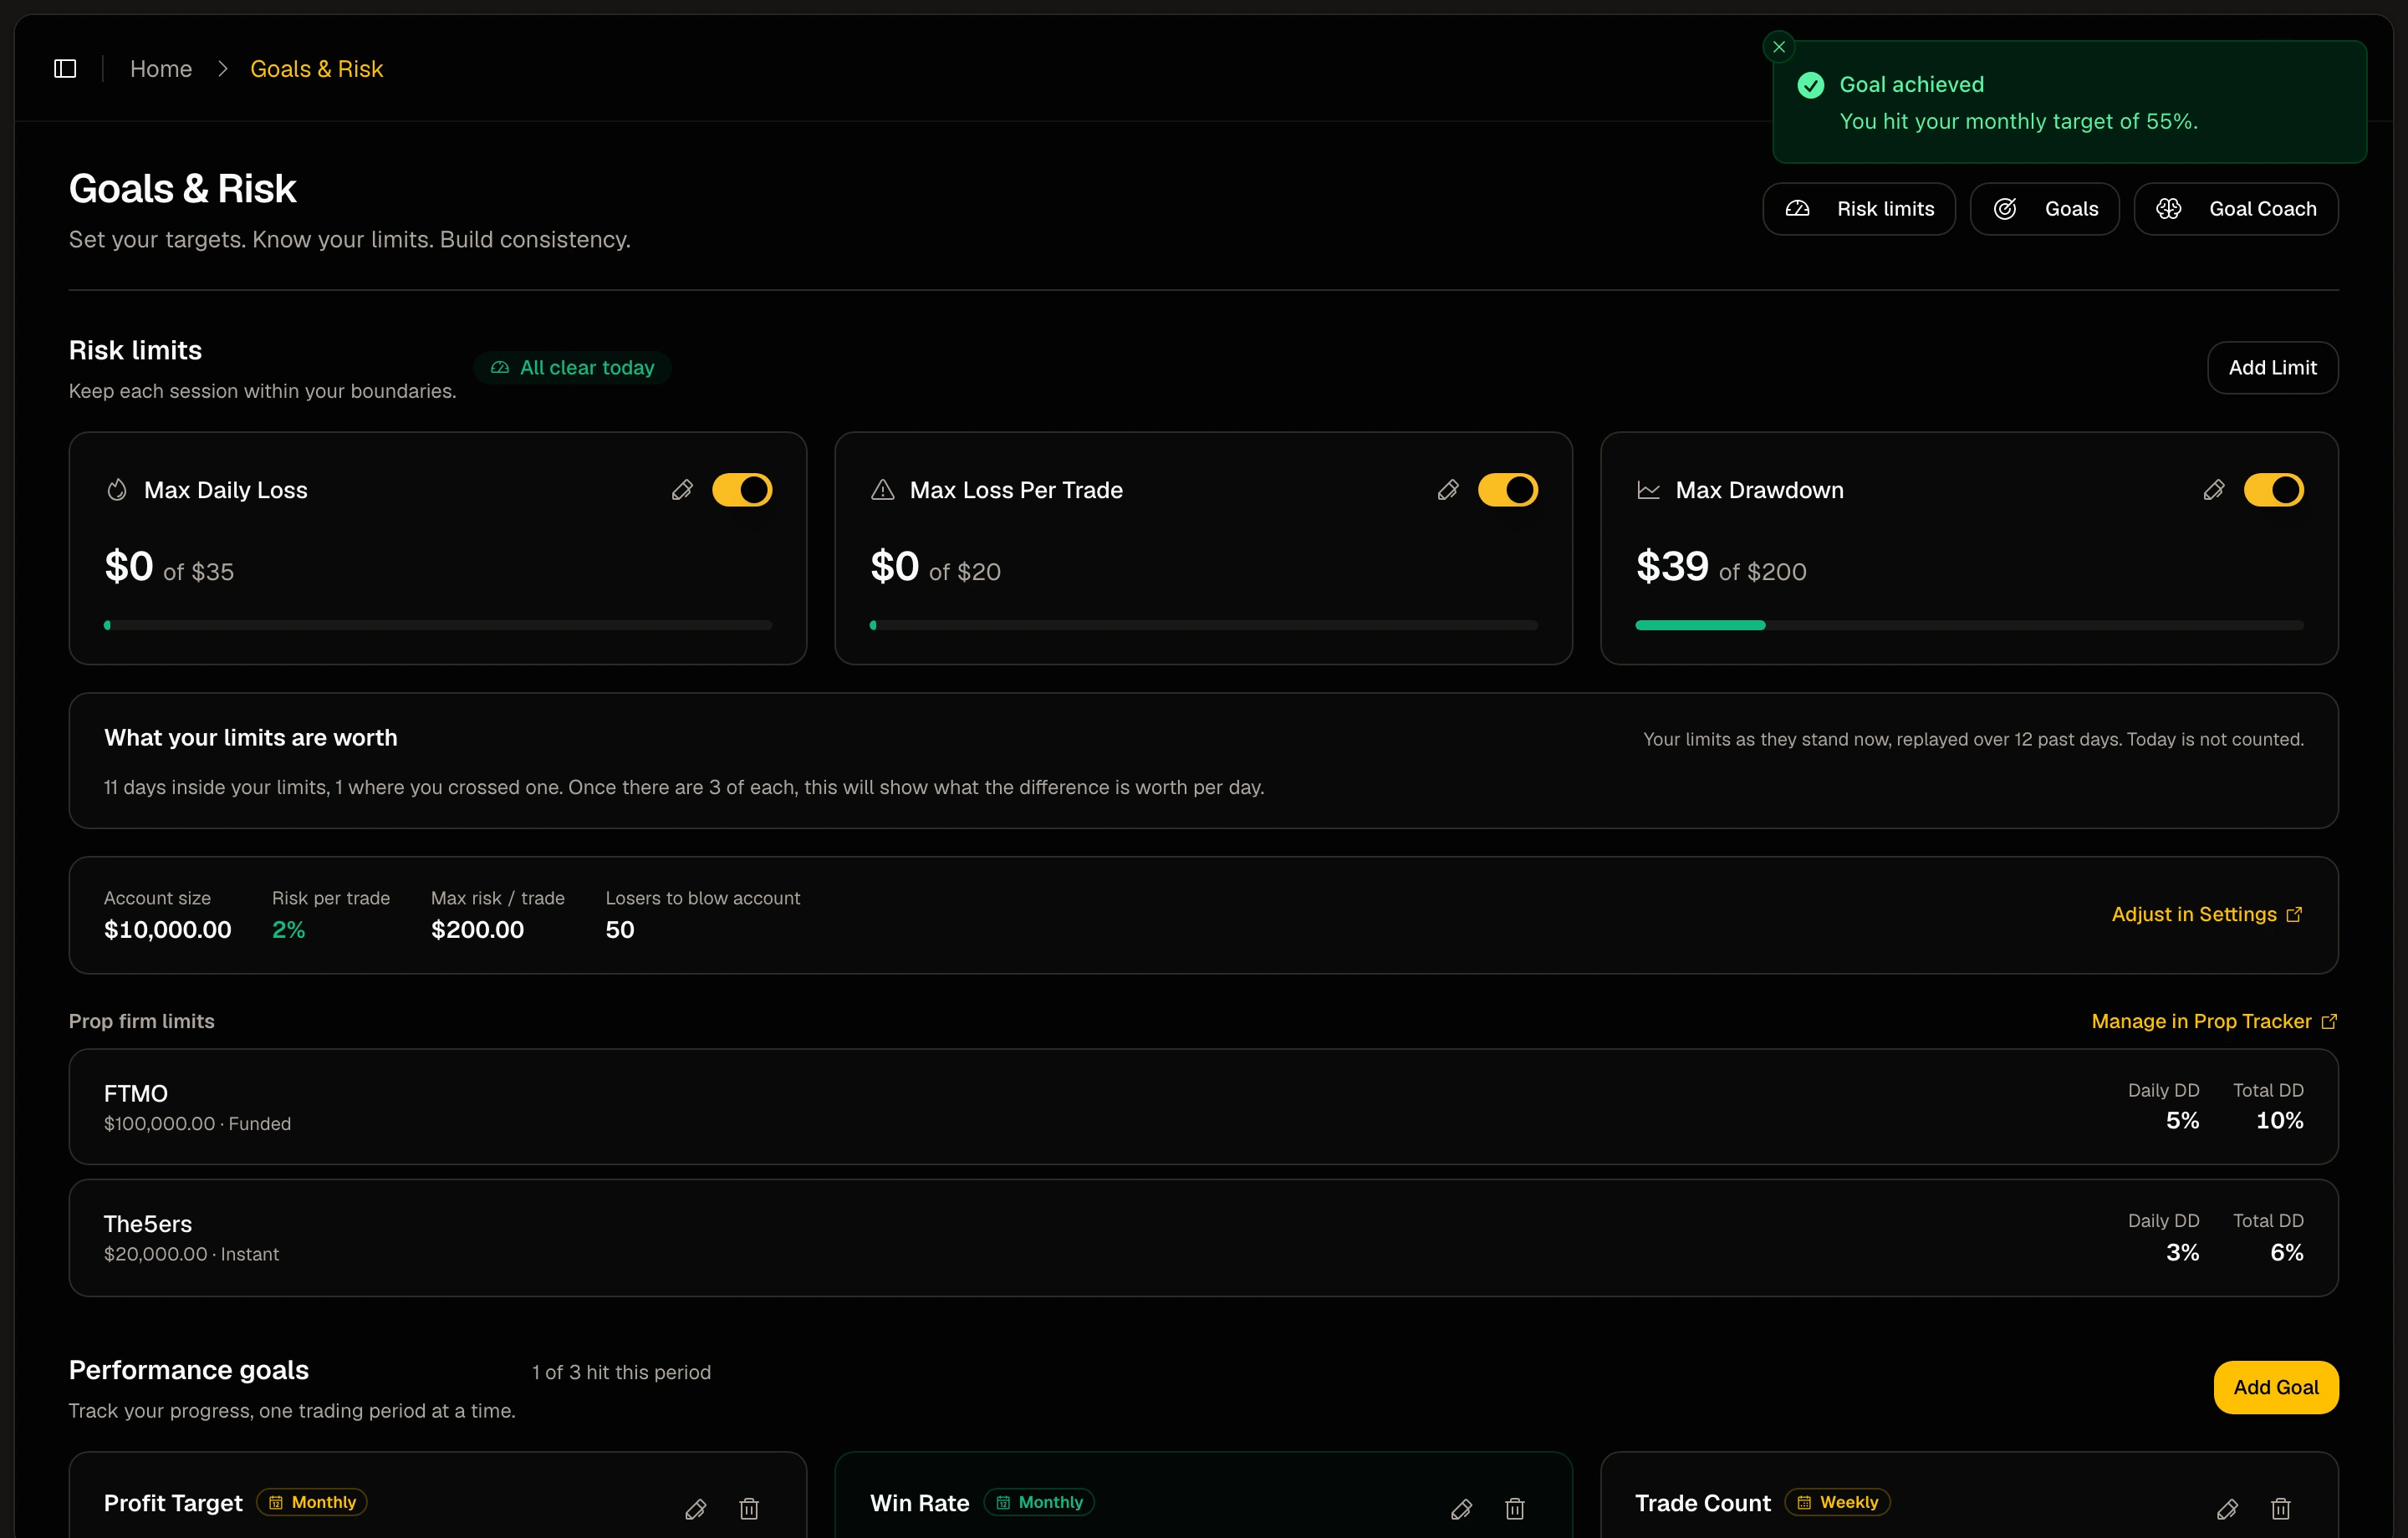 Home > Goals & Risk
Goal achieved
You hit your monthly target of 55%.
Goals & Risk
Set your targets. Know your limits. Build consistency.
Risk limits
Goals
Goal Coach
Risk limits
Keep each session within your boundaries.
All clear today
Add Limit
Max Daily Loss
$0 of $35
Max Loss Per Trade
$0 of $20
Max Drawdown
$39 of $200
What your limits are worth
Your limits as they stand now, replayed over 12 past days. Today is not counted.
11 days inside your limits, 1 where you crossed one. Once there are 3 of each, this will show what the difference is worth per day.
Account size
$10,000.00
Risk per trade
2%
Max risk / trade
$200.00
Losers to blow account
50
Adjust in Settings
Prop firm limits
Manage in Prop Tracker
FTMO
$100,000.00 · Funded
Daily DD
5%
Total DD
10%
The5ers
$20,000.00 · Instant
Daily DD
3%
Total DD
6%
Performance goals
1 of 3 hit this period
Track your progress, one trading period at a time.
Add Goal
Profit Target
Monthly
Win Rate
Monthly
Trade Count
Weekly